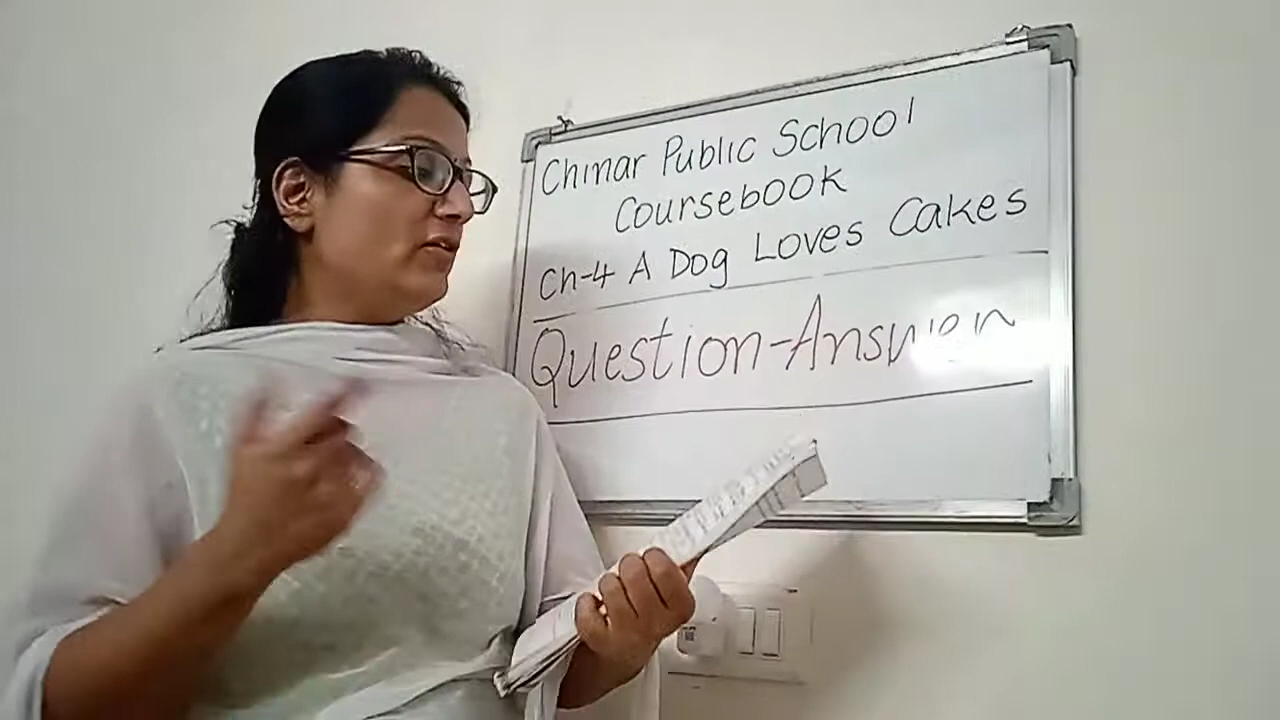 Chinar Public School
Coursebook
Ch-4 A Dog Loves Cakes
Question-Answer